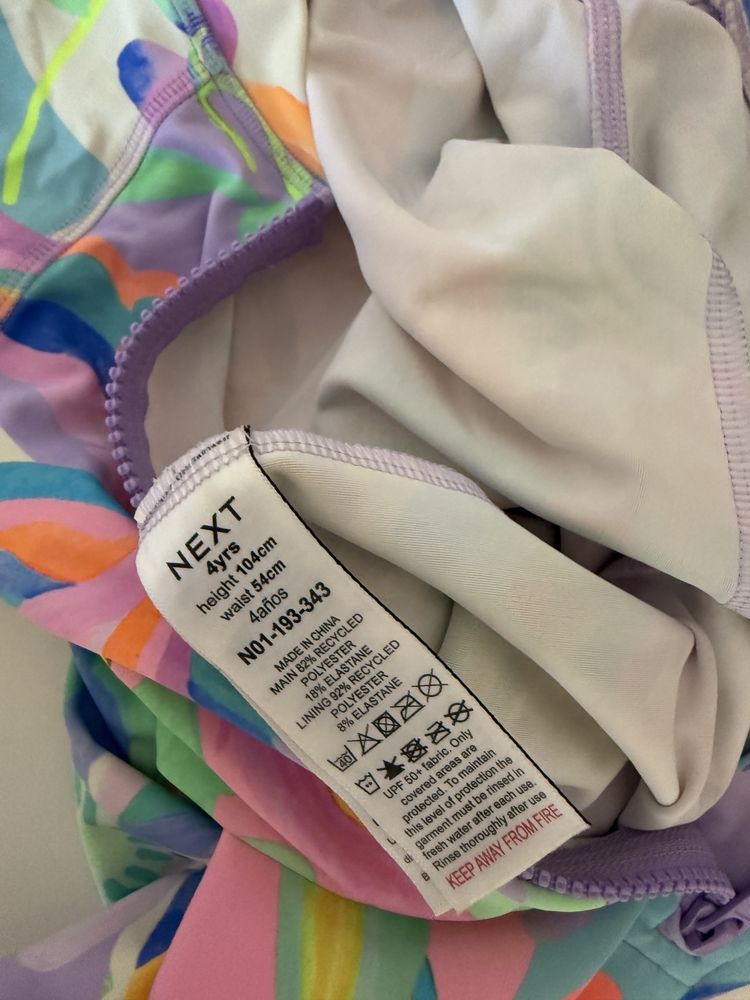 NEXT
4yrs
height 104cm
waist 54cm
4años
N01-193-343
MADE IN CHINA
MAIN 82% RECYCLED
POLYESTER
18% ELASTANE
LINING 92% RECYCLED
POLYESTER
8% ELASTANE
40
UPF 50+ fabric. Only
covered areas are
protected. To maintain
this level of protection the
garment must be rinsed in
fresh water after each use.
Rinse thoroughly after use
KEEP AWAY FROM FIRE